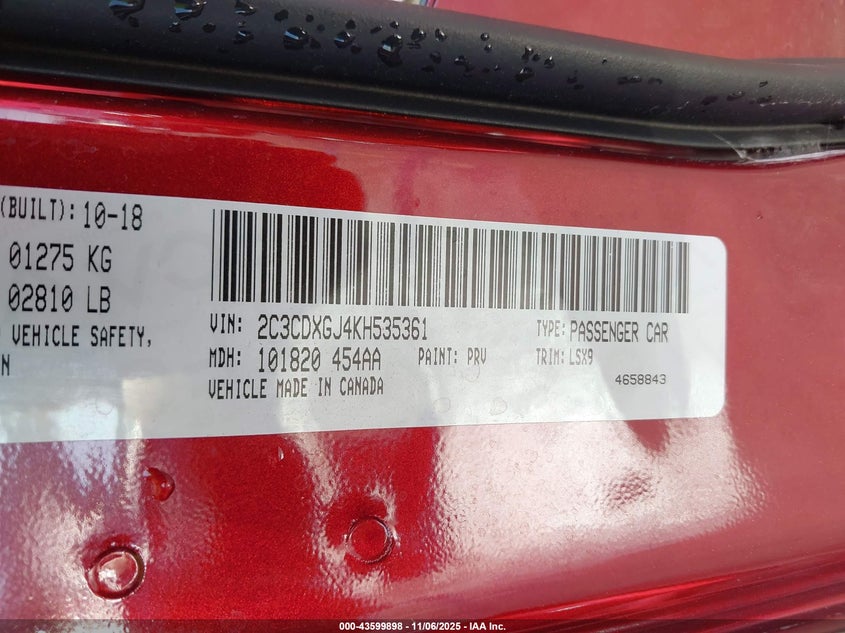 (BUILT): 10-18
01275 KG
02810 LB
VEHICLE SAFETY,
N
VIN: 2C3CDXGJ4KH535361 TYPE: PASSENGER CAR
MDH: 101820 454AA PAINT: PRV TRIM: LSX9
VEHICLE MADE IN CANADA 4658843
000-43599898 - 11/06/2025 - IAA Inc.